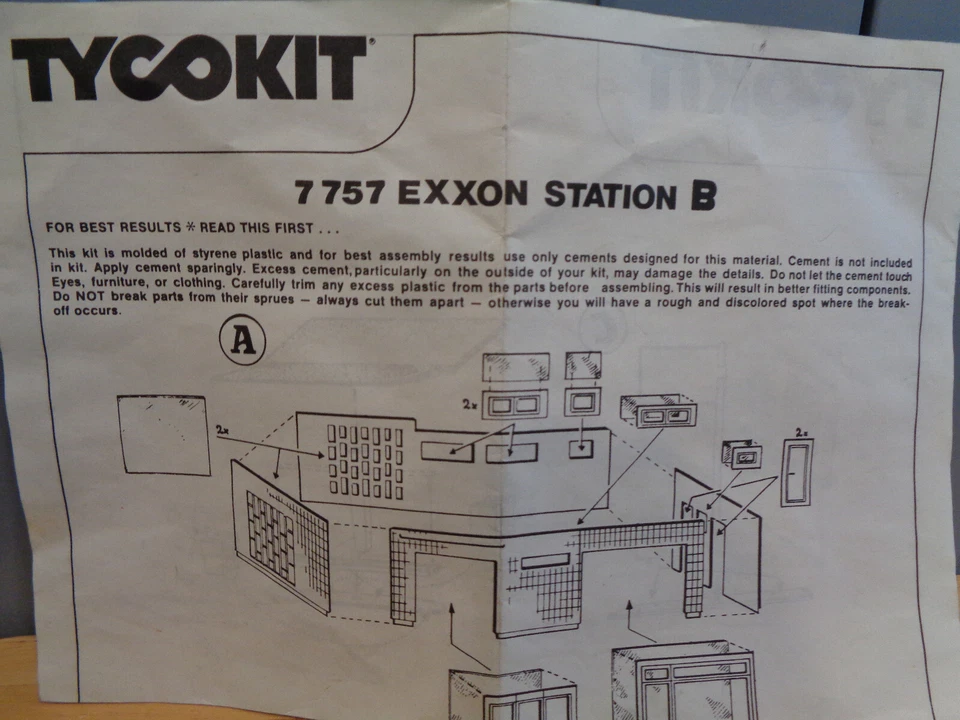 TYCOKIT®
7757 EXXON STATION B
FOR BEST RESULTS * READ THIS FIRST . . .
This kit is molded of styrene plastic and for best assembly results use only cements designed for this material. Cement is not included
in kit. Apply cement sparingly. Excess cement, particularly on the outside of your kit, may damage the details. Do not let the cement touch
Eyes, furniture, or clothing. Carefully trim any excess plastic from the parts before assembling. This will result in better fitting components.
Do NOT break parts from their sprues — always cut them apart — otherwise you will have a rough and discolored spot where the break-
off occurs.
A
2x
2x
2x